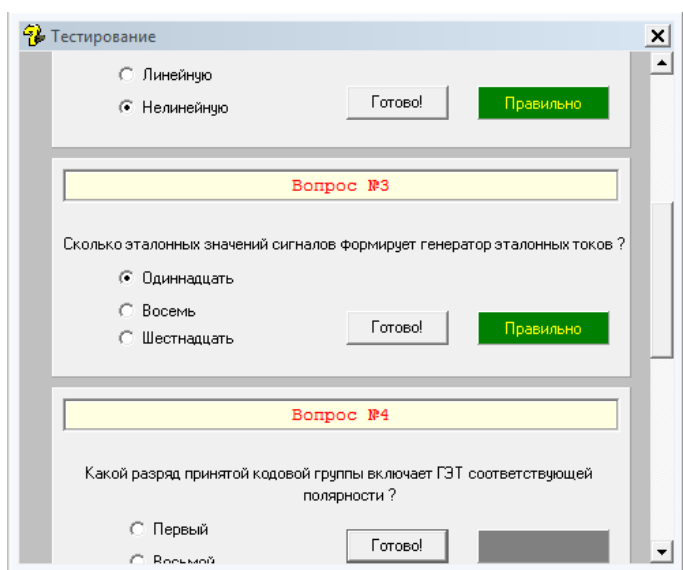 Тестирование
Линейную
Нелинейную
Готово!
Правильно
Вопрос №3
Сколько эталонных значений сигналов формирует генератор эталонных токов ?
Одиннадцать
Восемь
Шестнадцать
Готово!
Правильно
Вопрос №4
Какой разряд принятой кодовой группы включает ГЭТ соответствующей
полярности ?
Первый
Готово!
Восьмой